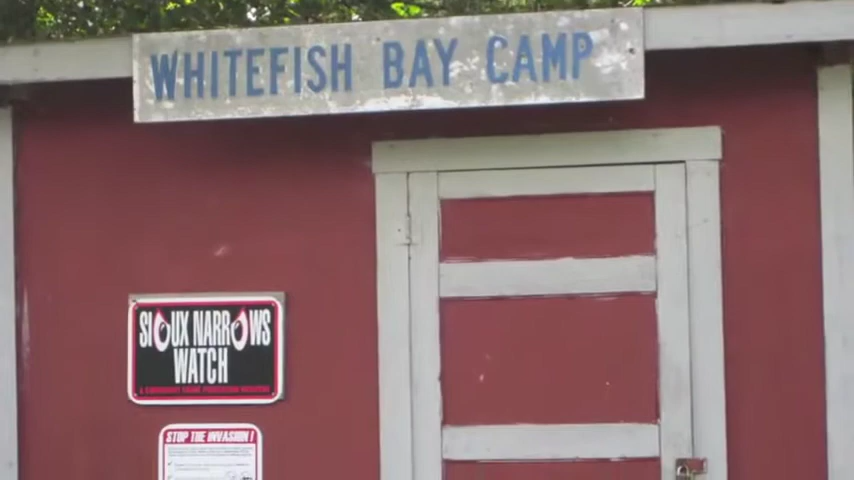 WHITEFISH BAY CAMP
SIOUX NARROWS
WATCH
STOP THE INVASION!